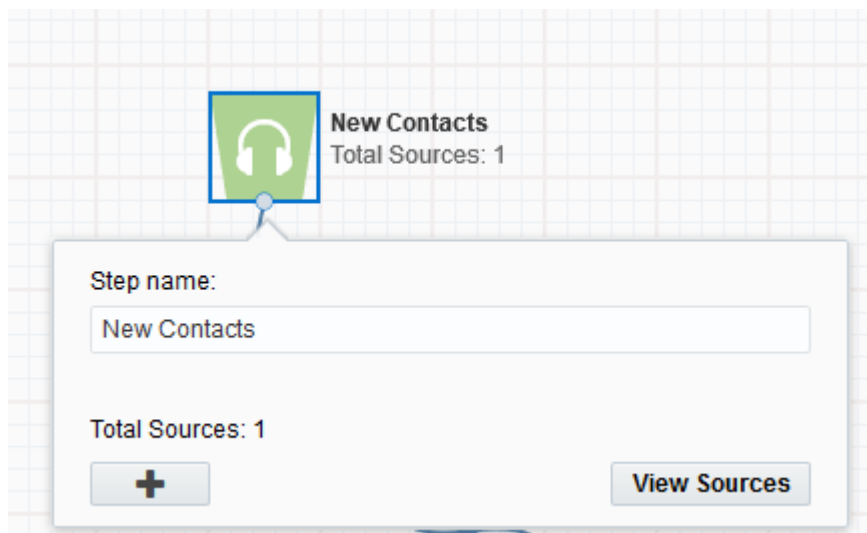 New Contacts
Total Sources: 1
Step name:
New Contacts
Total Sources: 1
View Sources